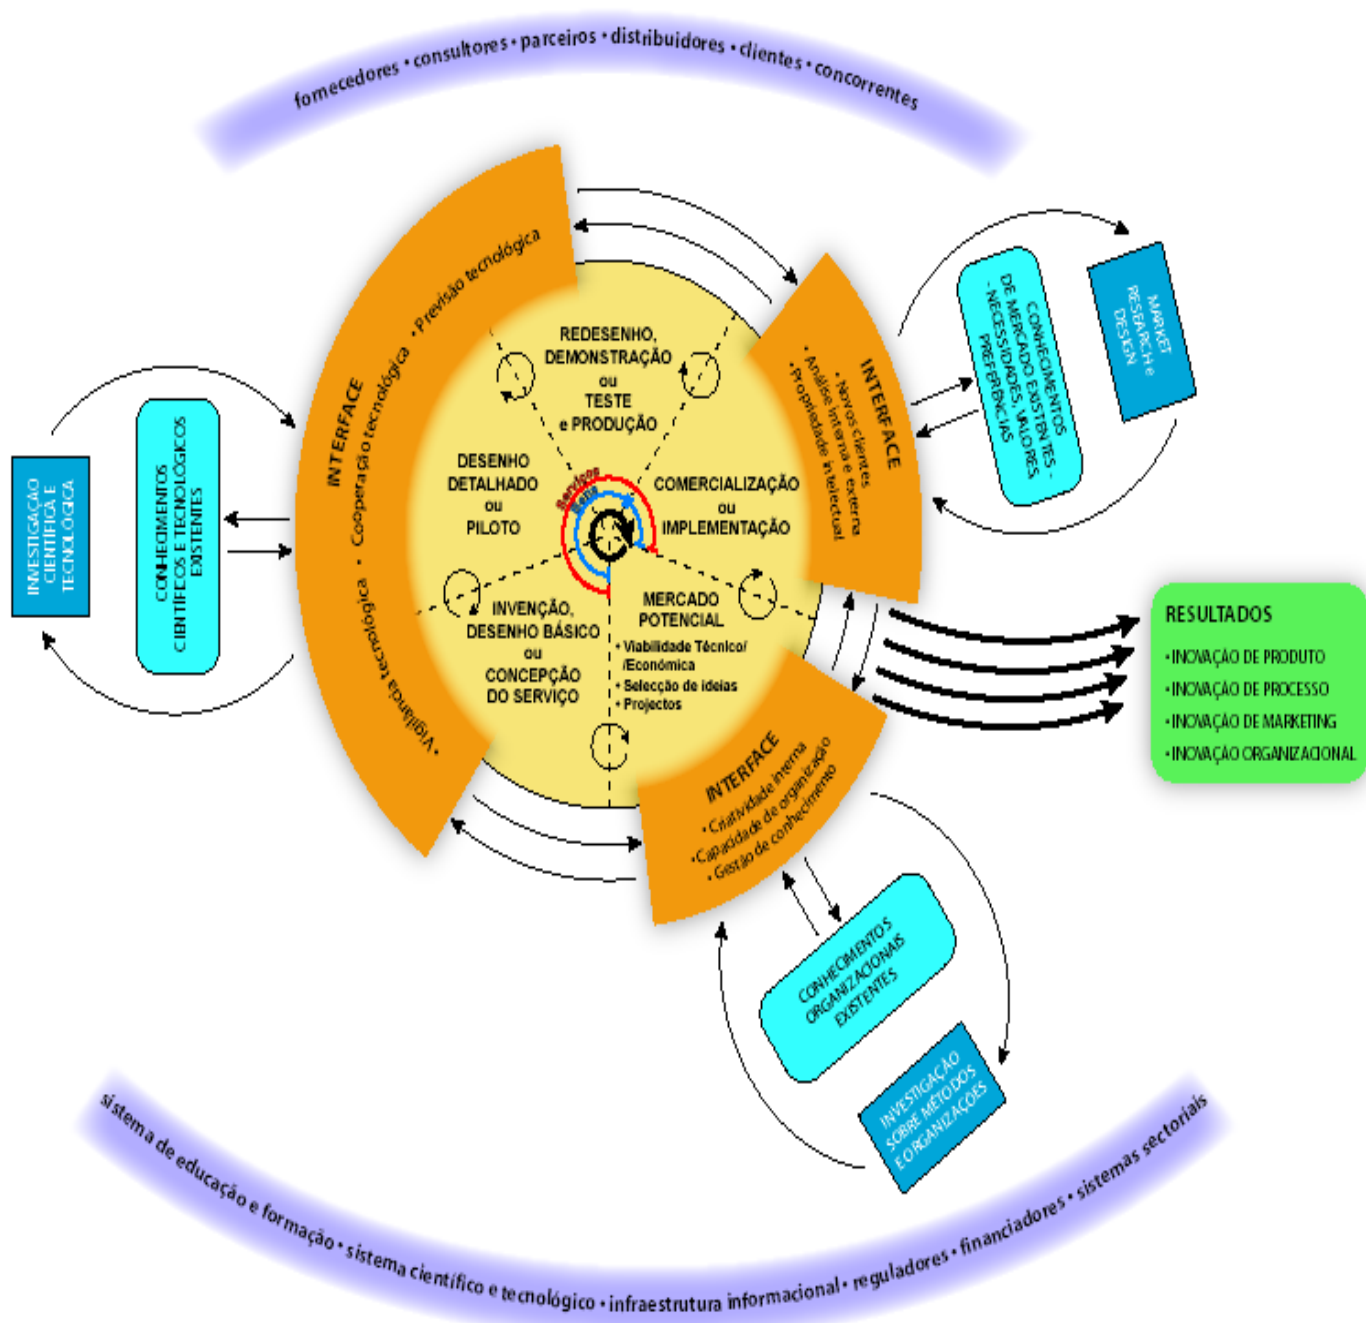 fornecedores • consultores • parceiros • distribuidores • clientes • concorrentes
INTERFACE
• Vigilância tecnológica • Cooperação tecnológica • Previsão tecnológica
INVESTIGAÇÃO
CIENTÍFICA E
TECNOLÓGICA
CONHECIMENTOS
CIENTÍFICOS E TECNOLÓGICOS
EXISTENTES
REDESENHO,
DEMONSTRAÇÃO
ou
TESTE
e PRODUÇÃO
DESENHO
DETALHADO
ou
PILOTO
Serviços
Bens
COMERCIALIZAÇÃO
ou
IMPLEMENTAÇÃO
INVENÇÃO,
DESENHO BÁSICO
ou
CONCEPÇÃO
DO SERVIÇO
MERCADO
POTENCIAL
• Viabilidade Técnico/
/Económica
• Selecção de ideias
• Projectos
INTERFACE
• Novos clientes
• Análise interna e externa
• Propriedade intelectual
CONHECIMENTOS
DE MERCADO EXISTENTES -
- NECESSIDADES, VALORES,
PREFERÊNCIAS
MARKET
RESEARCH e
DESIGN
RESULTADOS
• INOVAÇÃO DE PRODUTO
• INOVAÇÃO DE PROCESSO
• INOVAÇÃO DE MARKETING
• INOVAÇÃO ORGANIZACIONAL
INTERFACE
• Criatividade interna
• Capacidade de organização
• Gestão de conhecimento
CONHECIMENTOS
ORGANIZACIONAIS
EXISTENTES
INVESTIGAÇÃO
SOBRE MÉTODOS
E ORGANIZAÇÕES
sistema de educação e formação • sistema científico e tecnológico • infraestrutura informacional • reguladores • financiadores • sistemas sectoriais